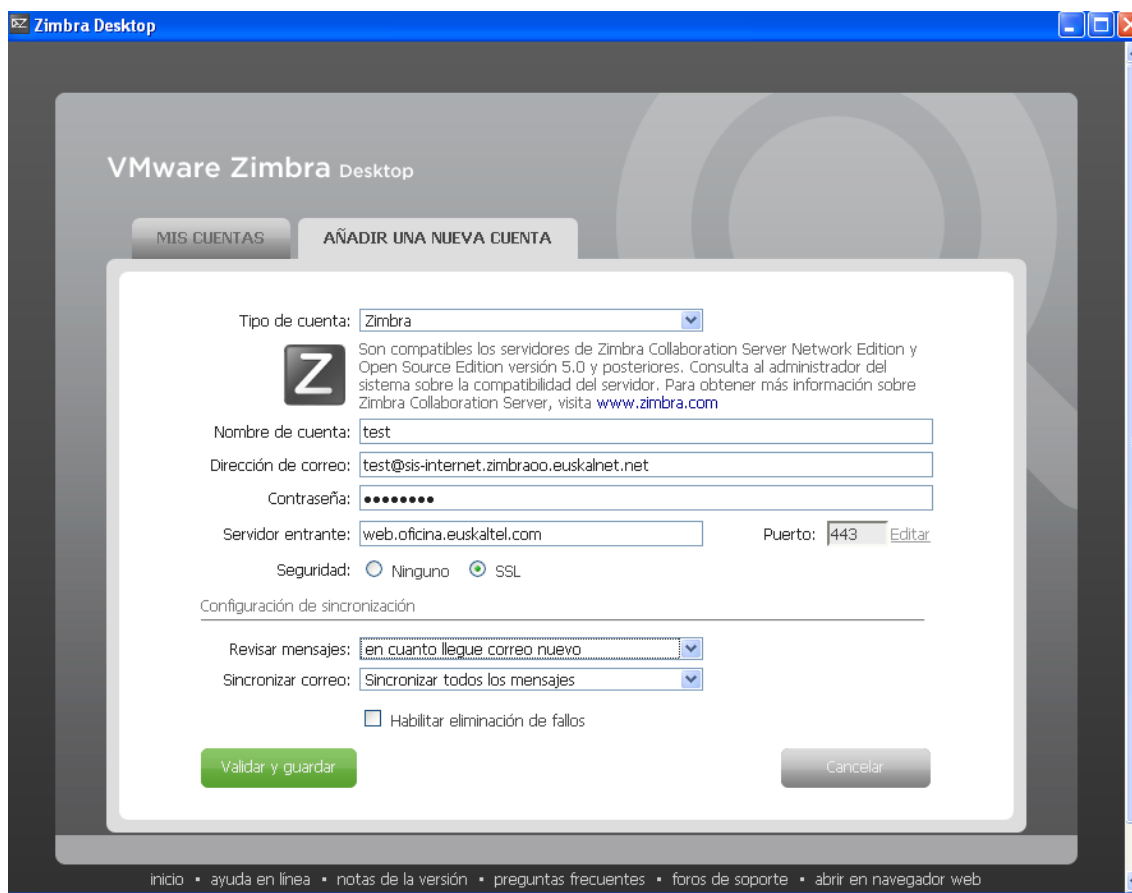 Zimbra Desktop
VMware Zimbra Desktop
MIS CUENTAS
AÑADIR UNA NUEVA CUENTA
Tipo de cuenta: Zimbra
Z
Son compatibles los servidores de Zimbra Collaboration Server Network Edition y
Open Source Edition versión 5.0 y posteriores. Consulta al administrador del
sistema sobre la compatibilidad del servidor. Para obtener más información sobre
Zimbra Collaboration Server, visita www.zimbra.com
Nombre de cuenta: test
Dirección de correo: test@sis-internet.zimbraoo.euskalnet.net
Contraseña: ••••••••
Servidor entrante: web.oficina.euskaltel.com Puerto: 443 Editar
Seguridad: Ninguno SSL
Configuración de sincronización
Revisar mensajes: en cuanto llegue correo nuevo
Sincronizar correo: Sincronizar todos los mensajes
Habilitar eliminación de fallos
Validar y guardar Cancelar
inicio • ayuda en línea • notas de la versión • preguntas frecuentes • foros de soporte • abrir en navegador web